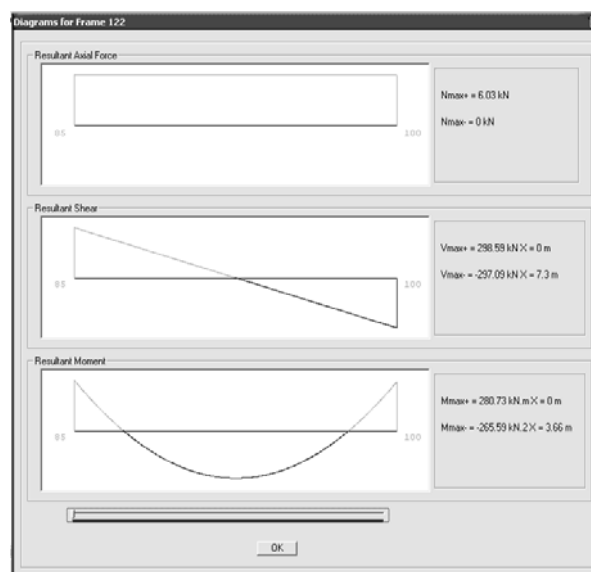 Diagrams for Frame 122
Resultant Axial Force
85
100
Nmax+ = 6.03 kN
Nmax- = 0 kN
Resultant Shear
85
100
Vmax+ = 298.59 kN X = 0 m
Vmax- = -297.09 kN X = 7.3 m
Resultant Moment
85
100
Mmax+ = 280.73 kN.m X = 0 m
Mmax- = -265.59 kN.2 X = 3.66 m
OK